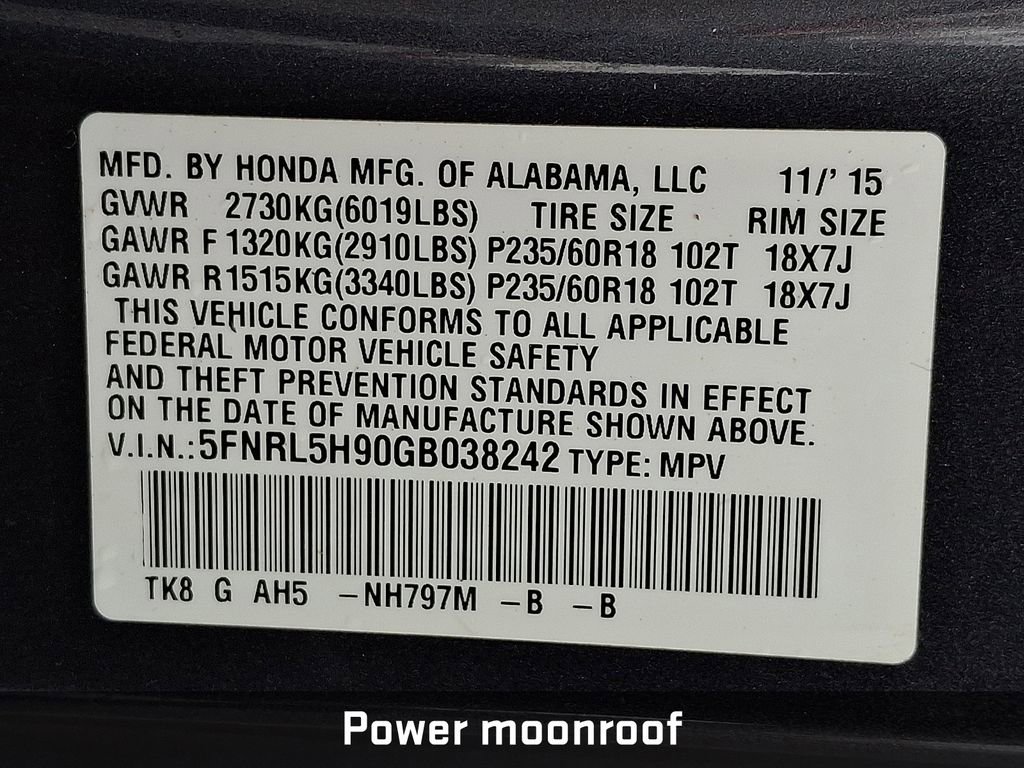 MFD. BY HONDA MFG. OF ALABAMA, LLC 11/' 15
GVWR 2730KG(6019LBS) TIRE SIZE RIM SIZE
GAWR F 1320KG(2910LBS) P235/60R18 102T 18X7J
GAWR R1515KG(3340LBS) P235/60R18 102T 18X7J
THIS VEHICLE CONFORMS TO ALL APPLICABLE
FEDERAL MOTOR VEHICLE SAFETY
AND THEFT PREVENTION STANDARDS IN EFFECT
ON THE DATE OF MANUFACTURE SHOWN ABOVE.
V.I.N.: 5FNRL5H90GB038242 TYPE: MPV
TK8 G AH5 -NH797M -B -B
Power moonroof